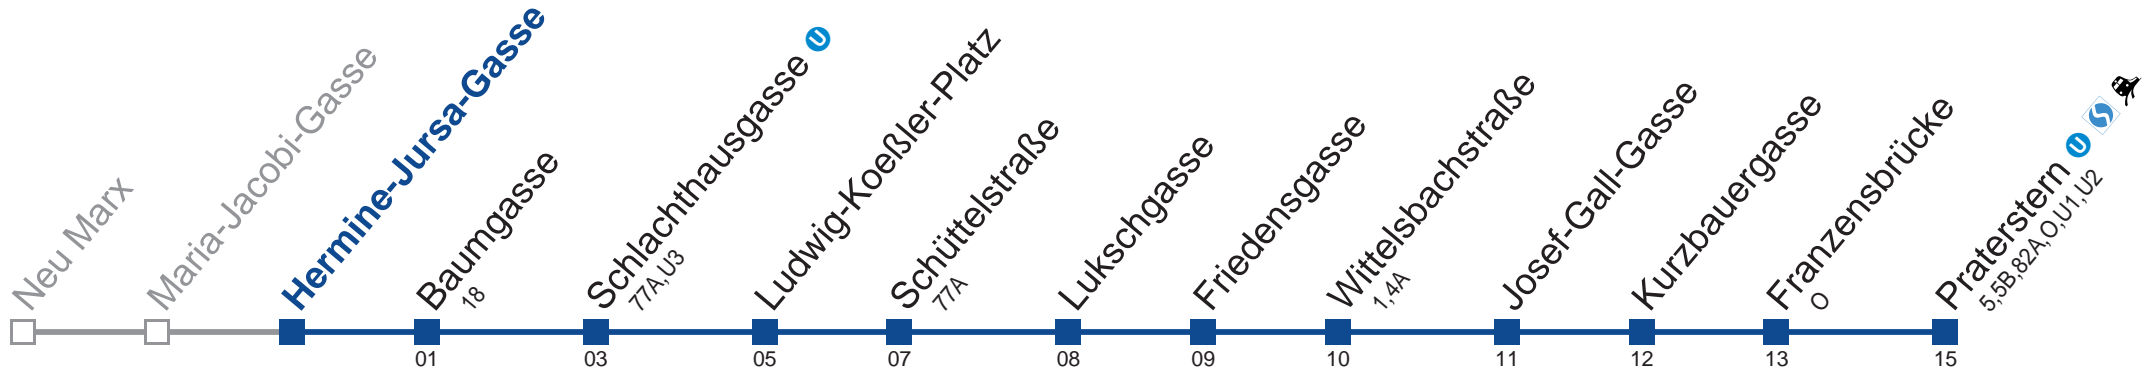 Neu Marx
Maria-Jacobi-Gasse
Hermine-Jursa-Gasse
Baumgasse
18
Schlachthausgasse U
77A,U3
Ludwig-Koeßler-Platz
Schüttelstraße
77A
Lukschgasse
Friedensgasse
Wittelsbachstraße
1,4A
Josef-Gall-Gasse
Kurzbauergasse
Franzensbrücke
O
Praterstern U
5,5B,82A,O,U1,U2
01 03 05 07 08 09 10 11 12 13 15